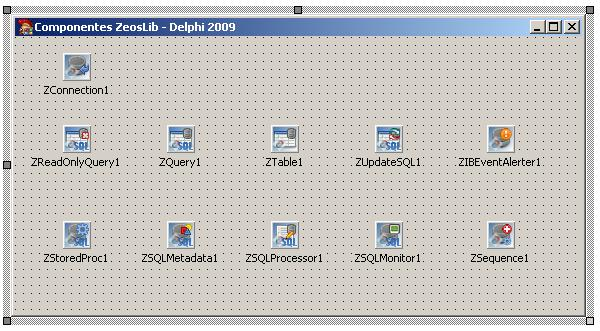 Componentes ZeosLib - Delphi 2009
ZConnection1
ZReadOnlyQuery1 ZQuery1 ZTable1 ZUpdateSQL1 ZIBEventAlerter1
ZStoredProc1 ZSQLMetadata1 ZSQLProcessor1 ZSQLMonitor1 ZSequence1